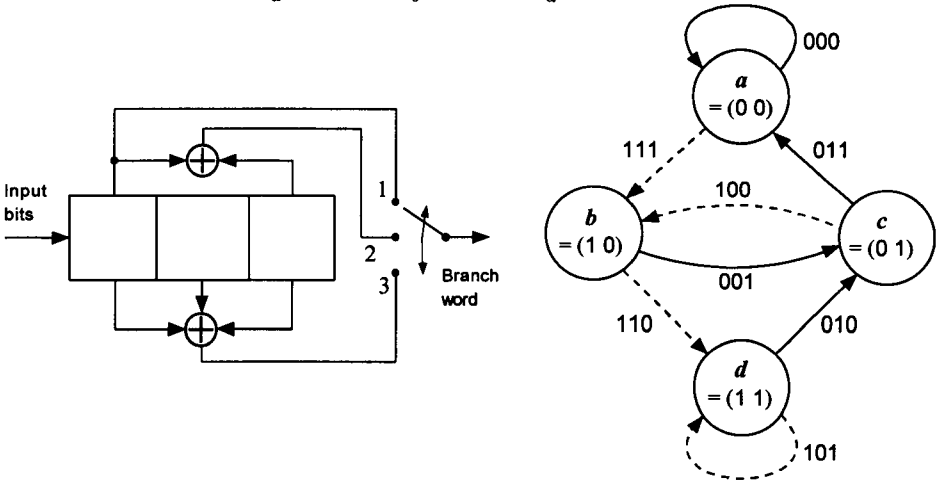 000
a
= (0 0)
111
011
Input
bits
1
2
3
Branch
word
100
b
= (1 0)
c
= (0 1)
001
110
010
d
= (1 1)
101